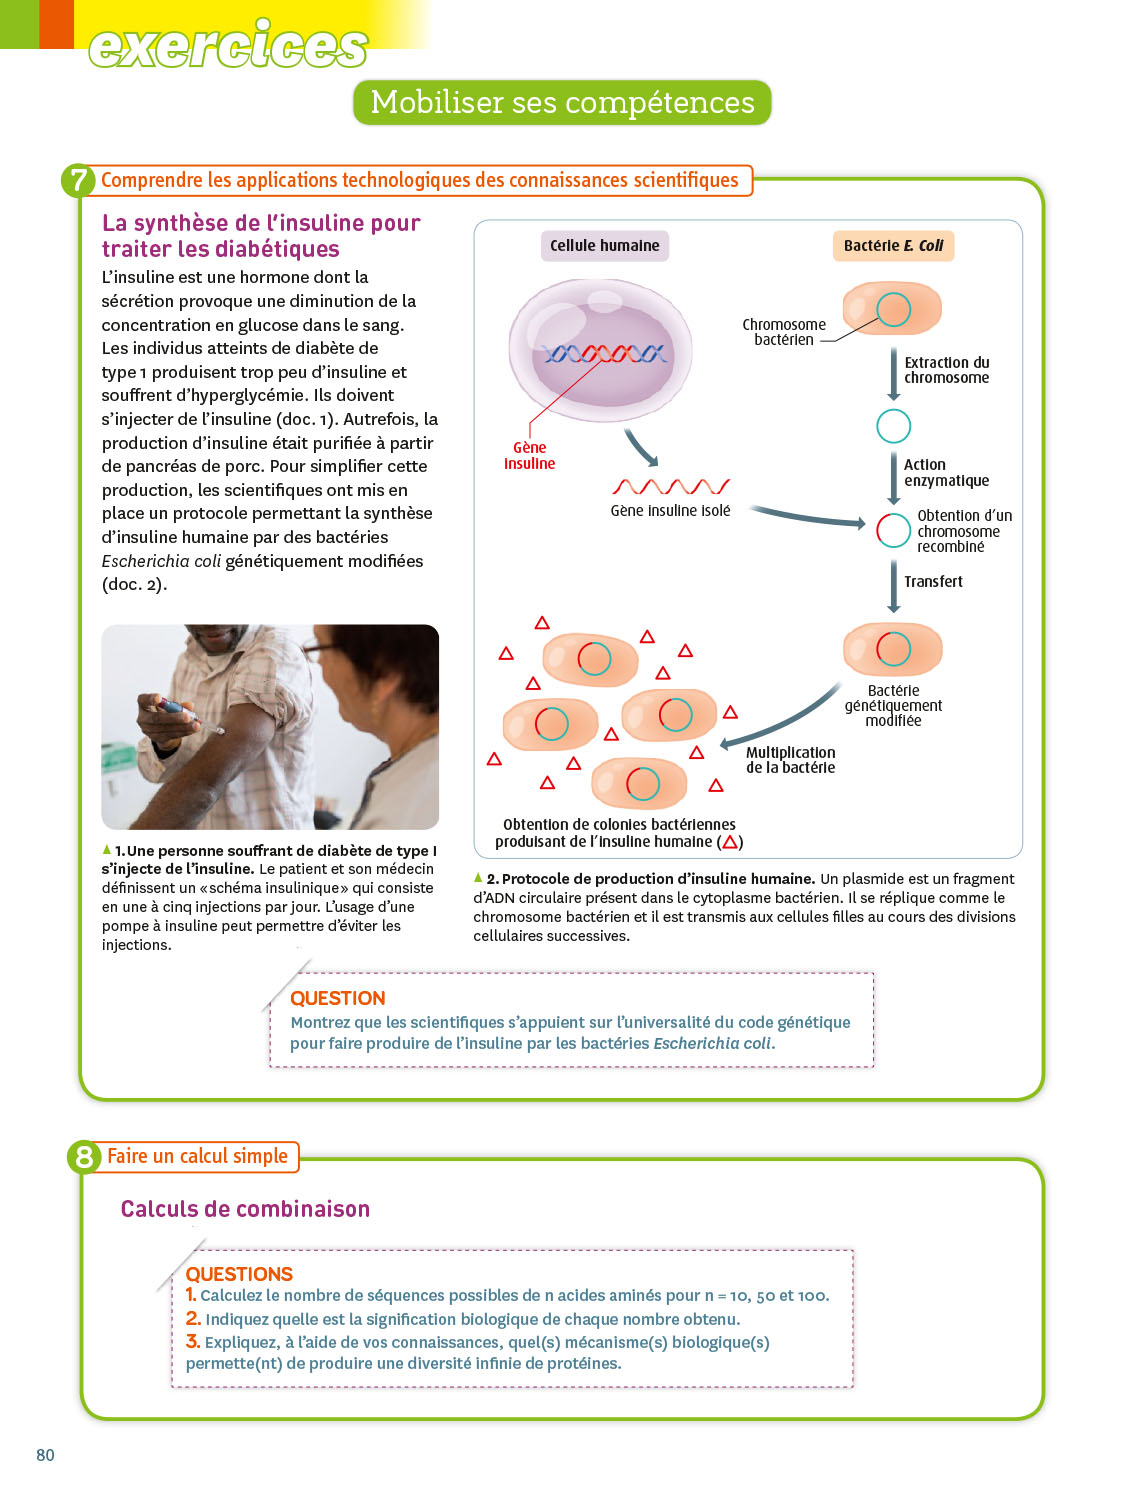 exercices
Mobiliser ses compétences
7 Comprendre les applications technologiques des connaissances scientifiques
La synthèse de l'insuline pour
traiter les diabétiques
L'insuline est une hormone dont la
sécrétion provoque une diminution de la
concentration en glucose dans le sang.
Les individus atteints de diabète de
type 1 produisent trop peu d'insuline et
souffrent d'hyperglycémie. Ils doivent
s'injecter de l'insuline (doc. 1). Autrefois, la
production d'insuline était purifiée à partir
de pancréas de porc. Pour simplifier cette
production, les scientifiques ont mis en
place un protocole permettant la synthèse
d'insuline humaine par des bactéries
Escherichia coli génétiquement modifiées
(doc. 2).
1. Une personne souffrant de diabète de type I
s'injecte de l'insuline. Le patient et son médecin
définissent un « schéma insulinique » qui consiste
en une à cinq injections par jour. L'usage d'une
pompe à insuline peut permettre d'éviter les
injections.
Cellule humaine
Bactérie E. Coli
Chromosome
bactérien
Extraction du
chromosome
Gène
insuline
Action
enzymatique
Gène insuline isolé
Obtention d'un
chromosome
recombiné
Transfert
Bactérie
génétiquement
modifiée
Multiplication
de la bactérie
Obtention de colonies bactériennes
produisant de l'insuline humaine (△)
2. Protocole de production d'insuline humaine. Un plasmide est un fragment
d'ADN circulaire présent dans le cytoplasme bactérien. Il se réplique comme le
chromosome bactérien et il est transmis aux cellules filles au cours des divisions
cellulaires successives.
QUESTION
Montrez que les scientifiques s'appuient sur l'universalité du code génétique
pour faire produire de l'insuline par les bactéries Escherichia coli.
8 Faire un calcul simple
Calculs de combinaison
QUESTIONS
1. Calculez le nombre de séquences possibles de n acides aminés pour n = 10, 50 et 100.
2. Indiquez quelle est la signification biologique de chaque nombre obtenu.
3. Expliquez, à l'aide de vos connaissances, quel(s) mécanisme(s) biologique(s)
permette(nt) de produire une diversité infinie de protéines.
80